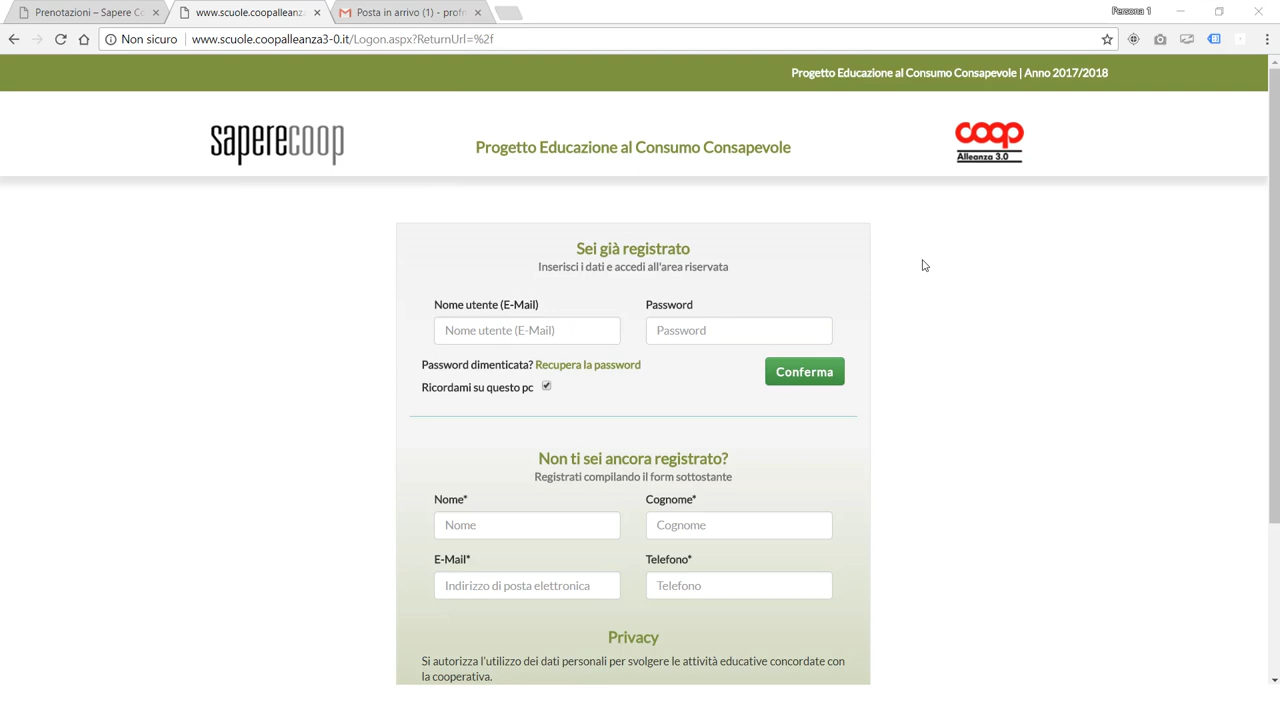 Prenotazioni – Sapere Co
www.scuole.coopalleanza
Posta in arrivo (1) - profn
Persona 1
Non sicuro
www.scuole.coopalleanza3-0.it/Logon.aspx?ReturnUrl=%2f
Progetto Educazione al Consumo Consapevole | Anno 2017/2018
saperecoop
Progetto Educazione al Consumo Consapevole
coop
Alleanza 3.0
Sei già registrato
Inserisci i dati e accedi all'area riservata
Nome utente (E-Mail)
Password
Nome utente (E-Mail)
Password
Password dimenticata? Recupera la password
Conferma
Ricordami su questo pc
Non ti sei ancora registrato?
Registrati compilando il form sottostante
Nome*
Cognome*
Nome
Cognome
E-Mail*
Telefono*
Indirizzo di posta elettronica
Telefono
Privacy
Si autorizza l'utilizzo dei dati personali per svolgere le attività educative concordate con
la cooperativa.